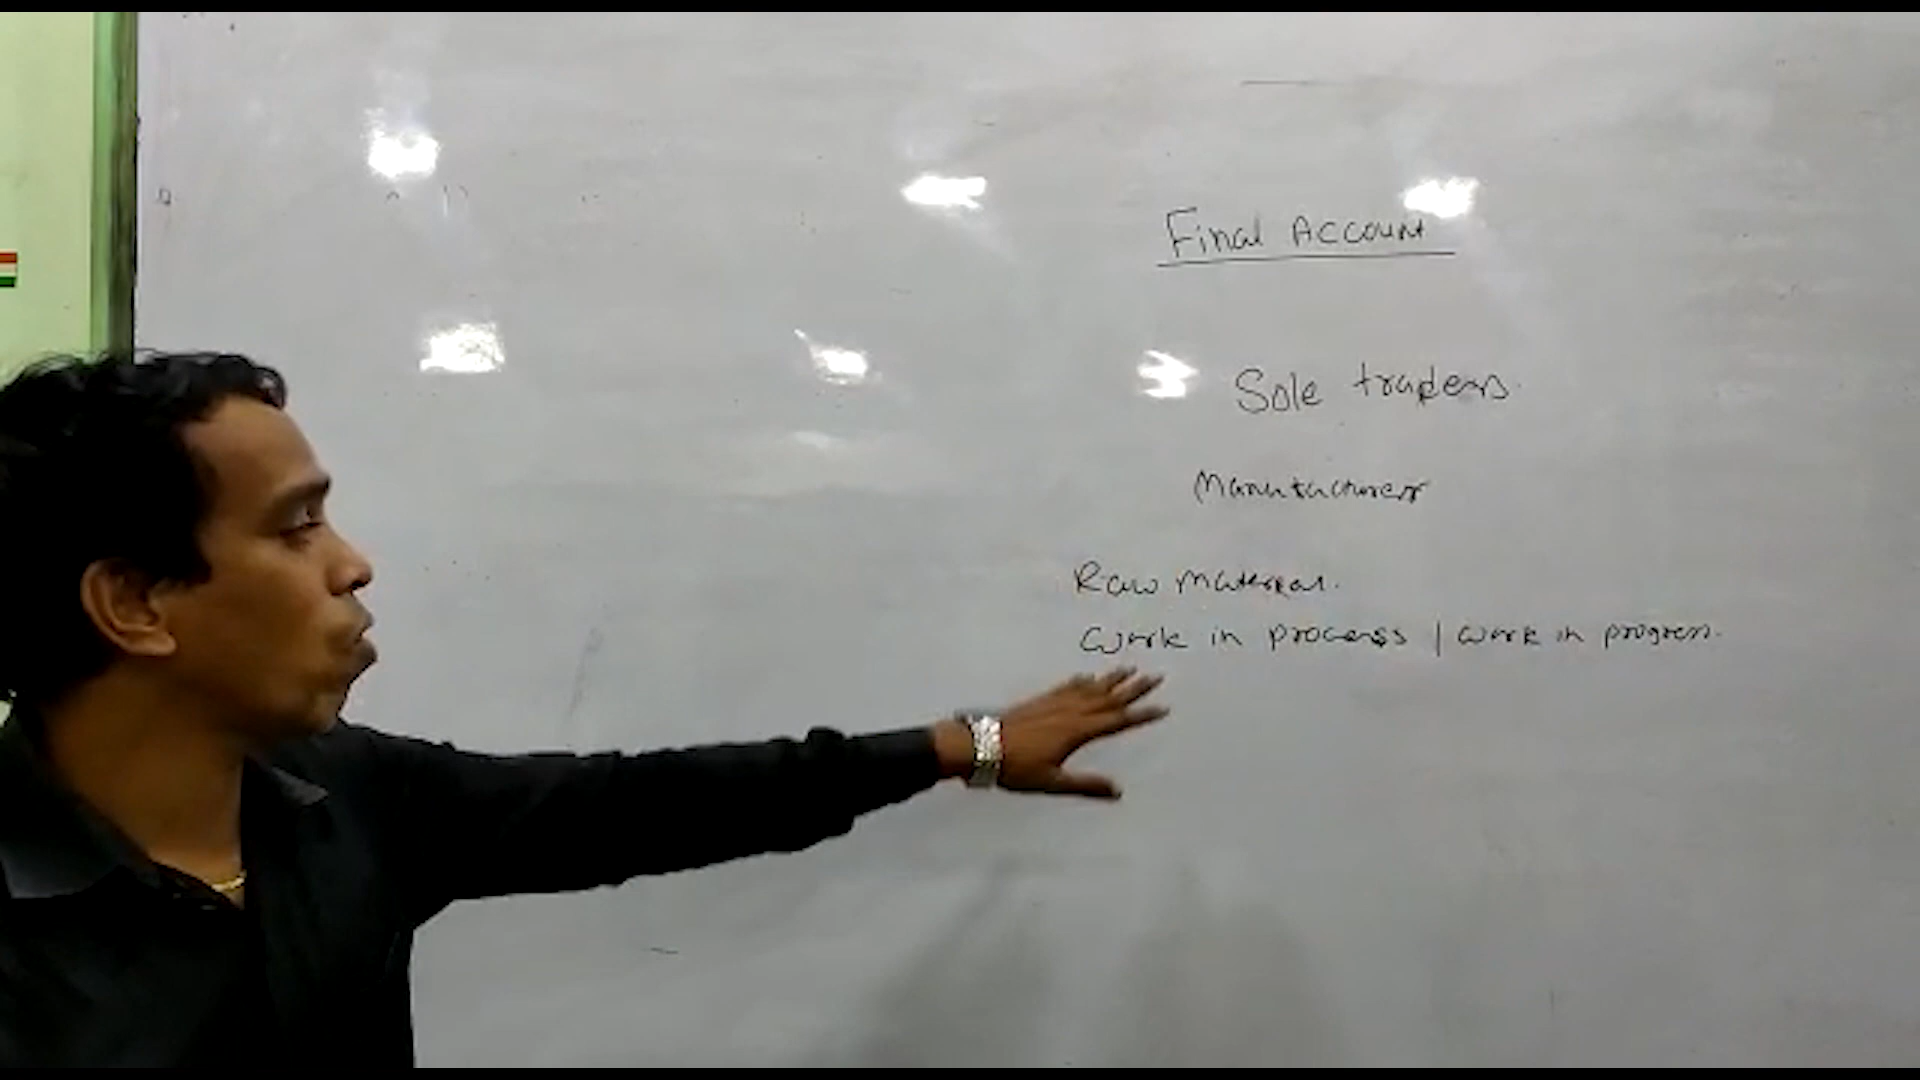 Final Account
Sole traders.
Manufacturer
Raw Material.
Work in process | Work in progress.